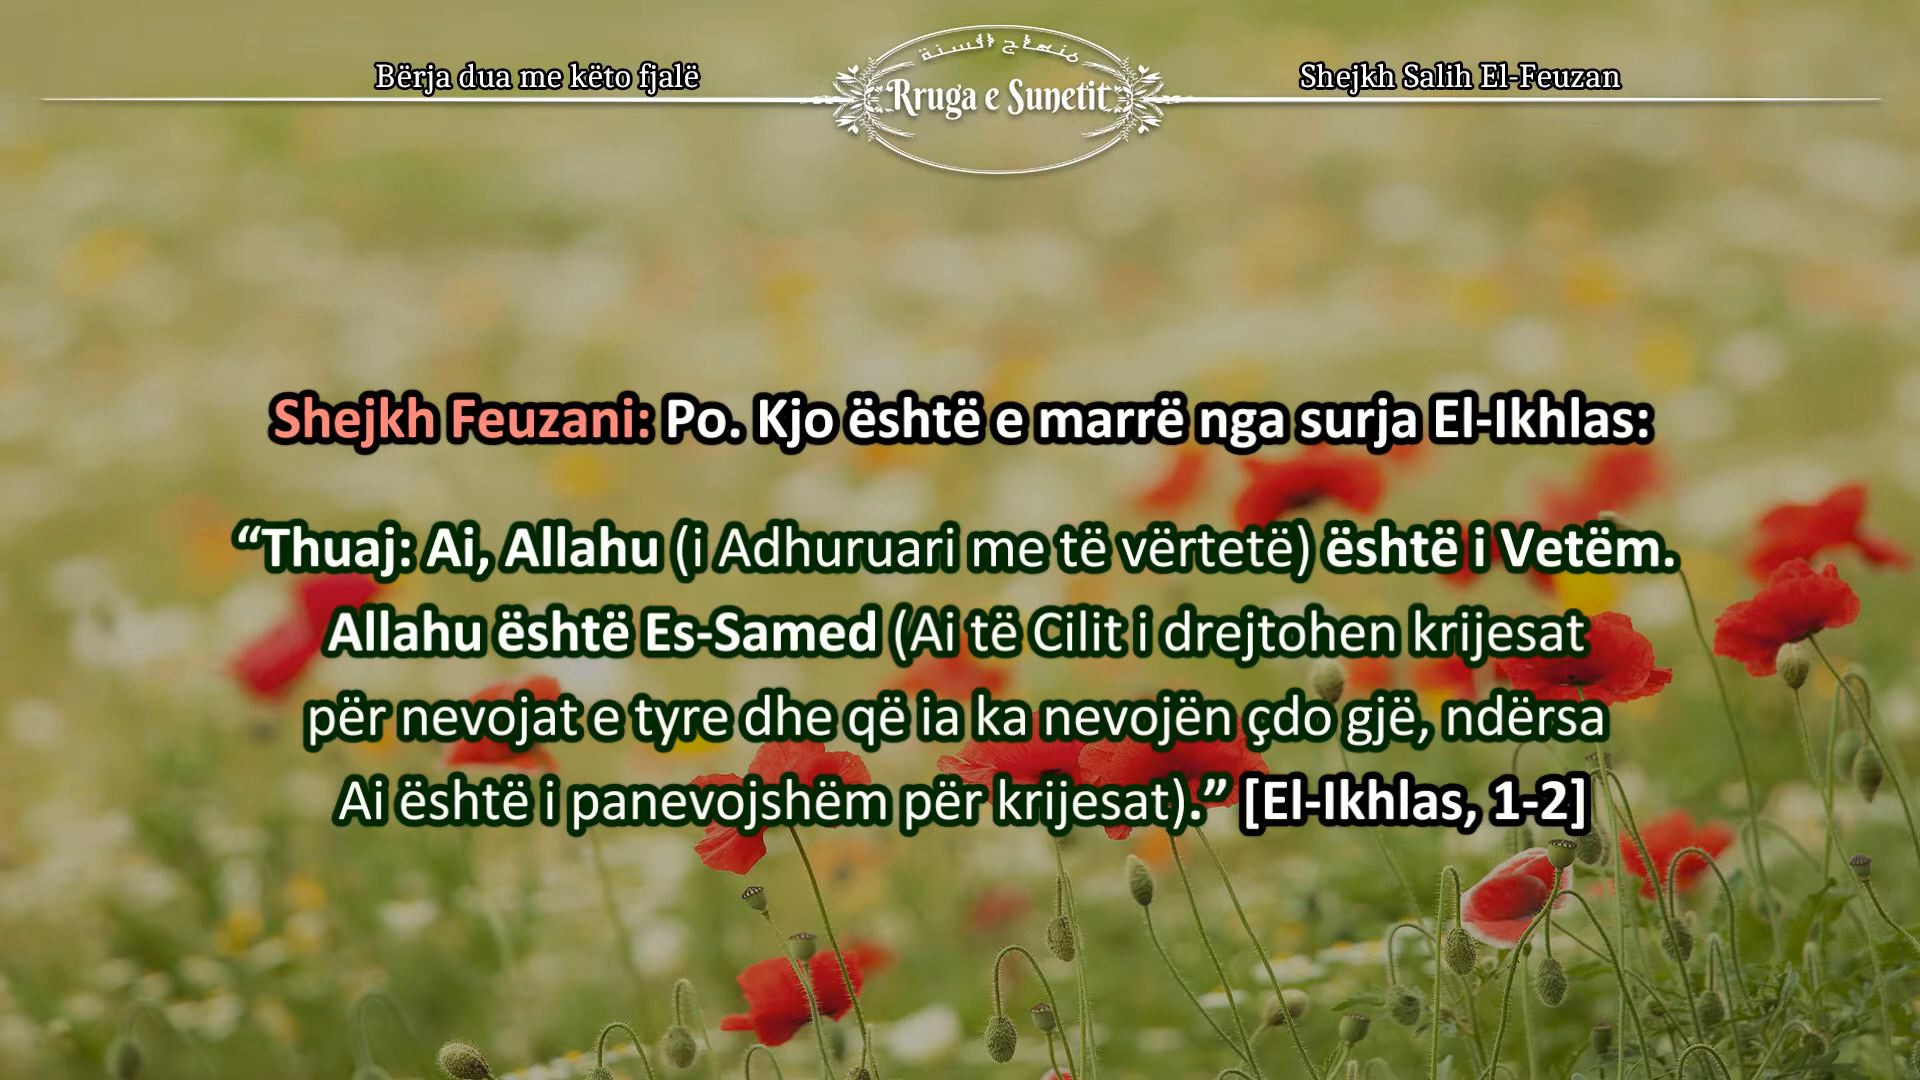 Bërja dua me këto fjalë
منهاج السنة
Rruga e Sunetit
Shejkh Salih El-Feuzan
Shejkh Feuzani: Po. Kjo është e marrë nga surja El-Ikhlas:
“Thuaj: Ai, Allahu (i Adhuruari me të vërtetë) është i Vetëm.
Allahu është Es-Samed (Ai të Cilit i drejtohen krijesat
për nevojat e tyre dhe që ia ka nevojën çdo gjë, ndërsa
Ai është i panevojshëm për krijesat).” [El-Ikhlas, 1-2]